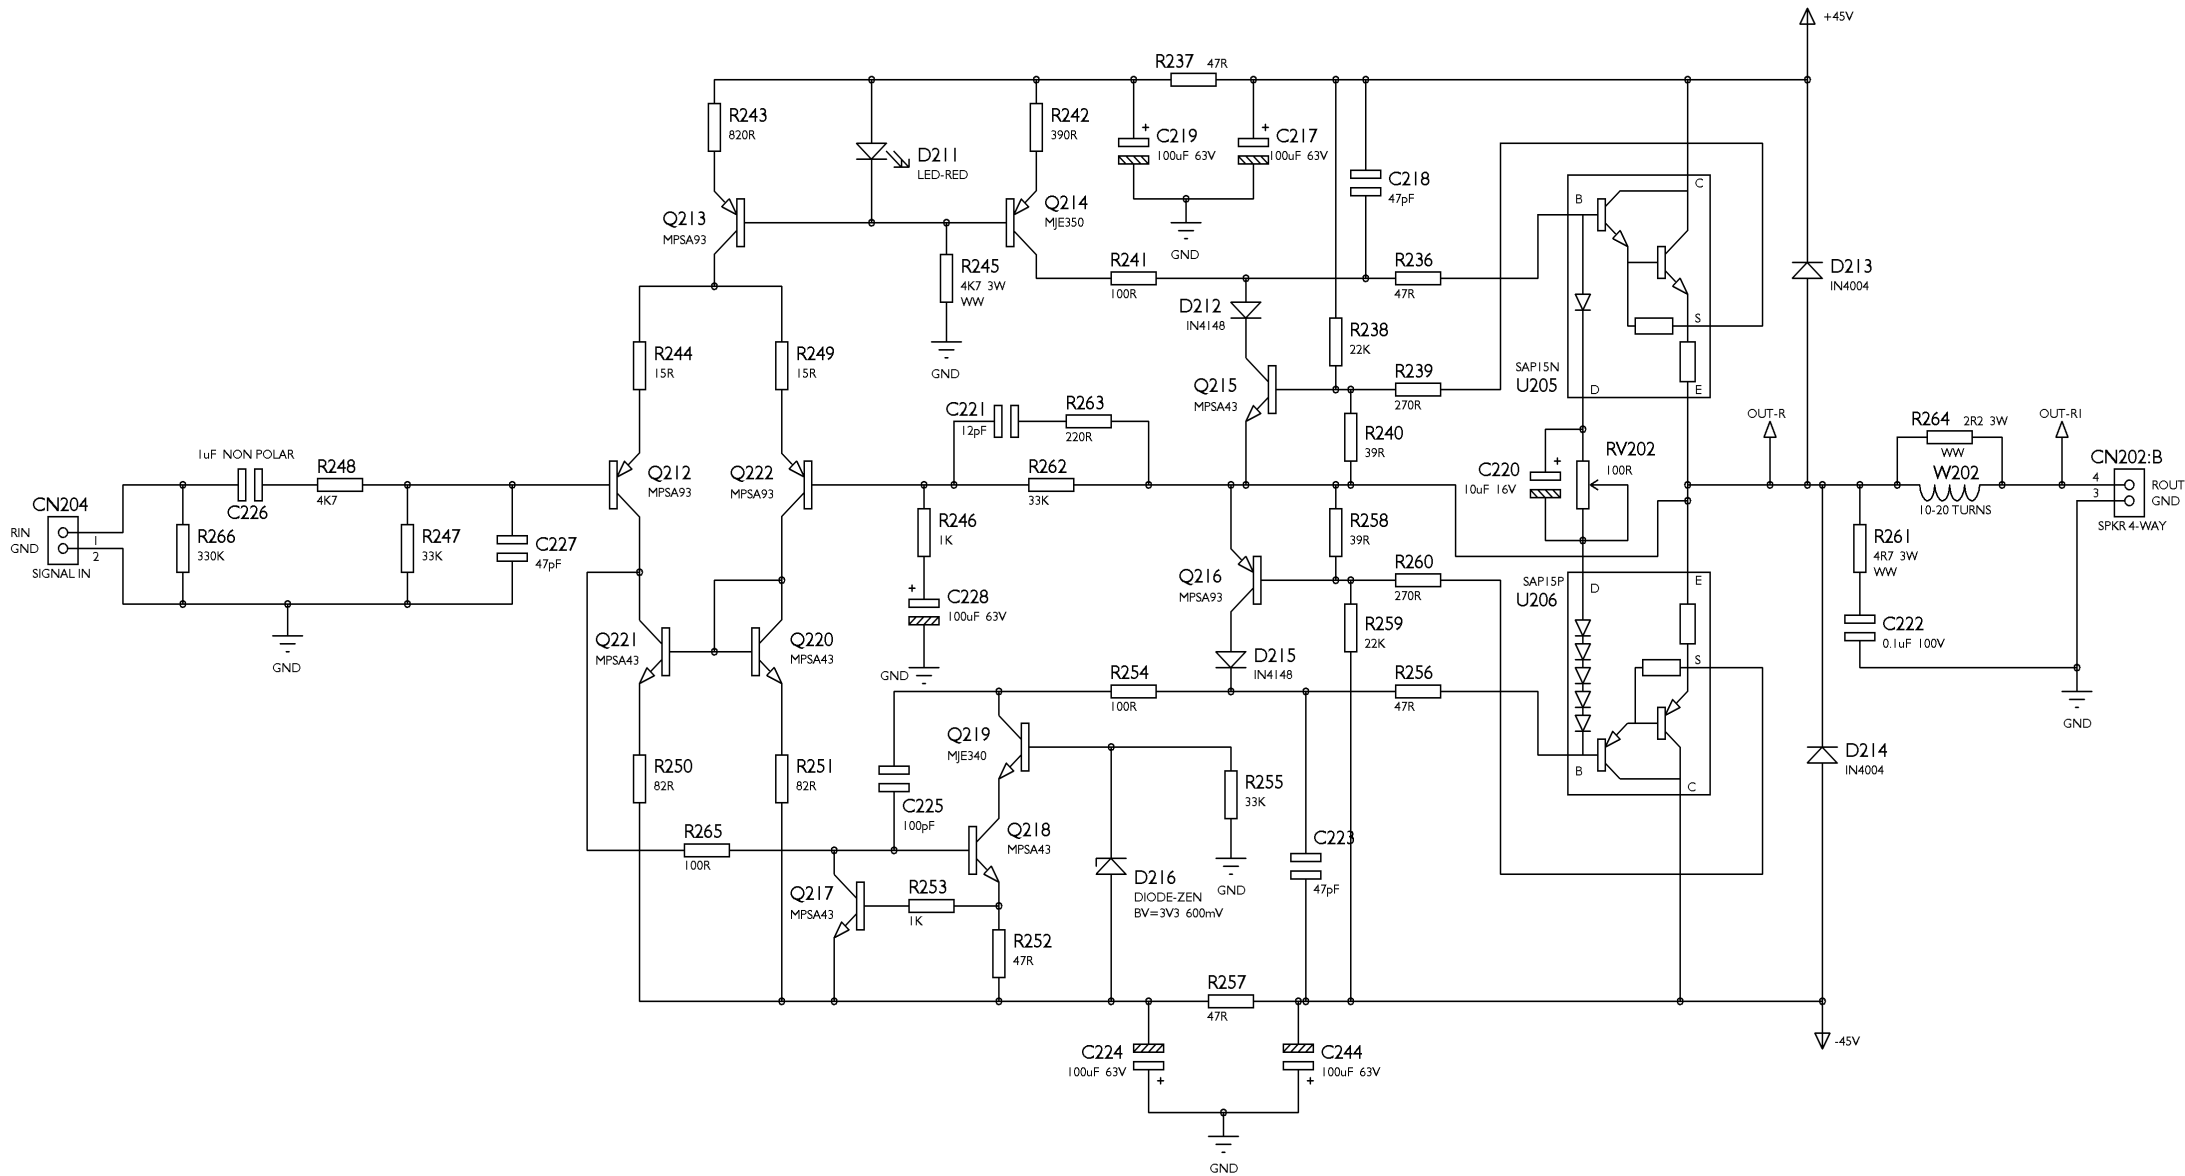 +45V
R237 47R
R243
820R
D211
LED-RED
R242
390R
C219
100uF 63V
C217
100uF 63V
C218
47pF
GND
Q213
MPSA93
Q214
MJE350
R245
4K7 3W
WW
GND
R241
100R
R236
47R
D212
IN4148
R238
22K
B
C
S
D
E
SAP15N
U205
D213
IN4004
R244
15R
R249
15R
Q215
MPSA43
R239
270R
C221
12pF
R263
220R
R240
39R
OUT-R
R264 2R2 3W
WW
W202
10-20 TURNS
OUT-R1
CN202:B
4
3
ROUT
GND
SPKR 4-WAY
1uF NON POLAR
C226
R248
4K7
CN204
RIN
GND
1
2
SIGNAL IN
R266
330K
R247
33K
C227
47pF
GND
Q212
MPSA93
Q222
MPSA93
R262
33K
R246
1K
C228
100uF 63V
GND
C220
10uF 16V
RV202
100R
R258
39R
Q216
MPSA93
R260
270R
R259
22K
D215
IN4148
SAP15P
U206
D
E
S
B
C
R261
4R7 3W
WW
C222
0.1uF 100V
GND
Q221
MPSA43
Q220
MPSA43
R254
100R
R256
47R
Q219
MJE340
R250
82R
R251
82R
C225
100pF
R255
33K
GND
D214
IN4004
R265
100R
Q218
MPSA43
C223
47pF
Q217
MPSA43
R253
1K
D216
DIODE-ZEN
BV=3V3 600mV
R252
47R
R257
47R
-45V
C224
100uF 63V
C244
100uF 63V
GND